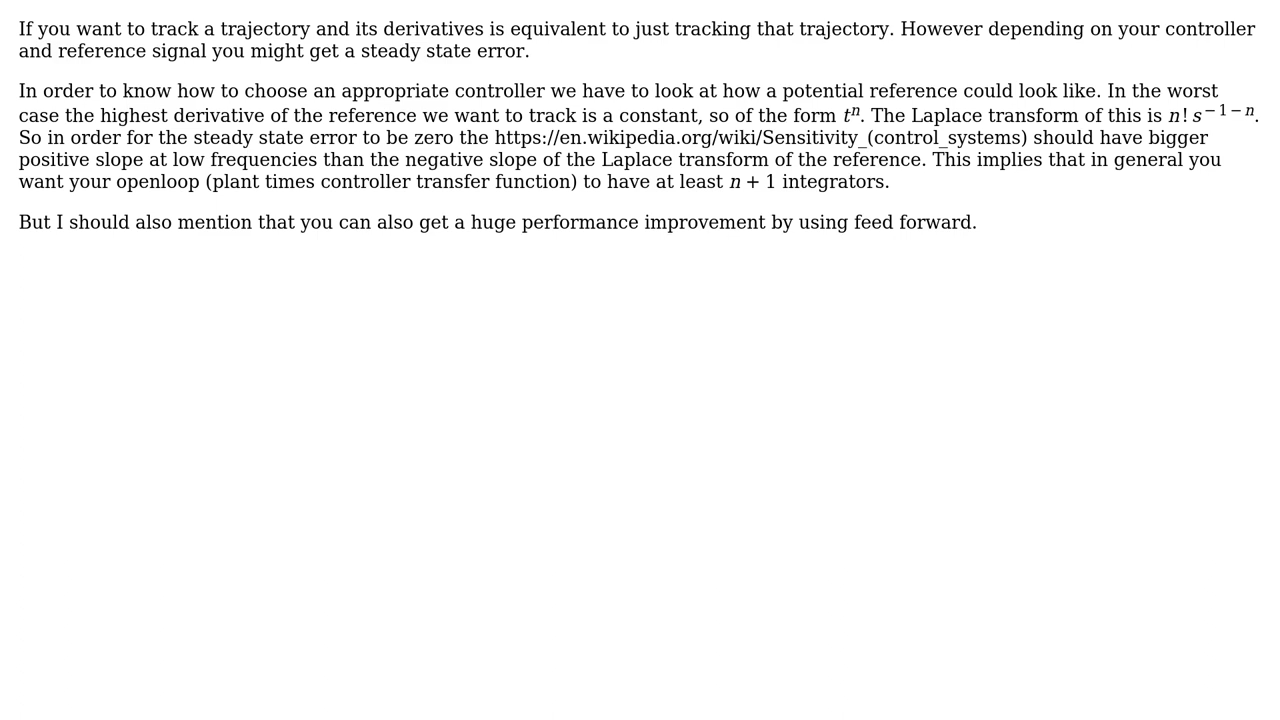 If you want to track a trajectory and its derivatives is equivalent to just tracking that trajectory. However depending on your controller
and reference signal you might get a steady state error.
In order to know how to choose an appropriate controller we have to look at how a potential reference could look like. In the worst
case the highest derivative of the reference we want to track is a constant, so of the form $t^n$. The Laplace transform of this is $n!\,s^{-1-n}$.
So in order for the steady state error to be zero the https://en.wikipedia.org/wiki/Sensitivity_(control_systems) should have bigger
positive slope at low frequencies than the negative slope of the Laplace transform of the reference. This implies that in general you
want your openloop (plant times controller transfer function) to have at least $n + 1$ integrators.
But I should also mention that you can also get a huge performance improvement by using feed forward.